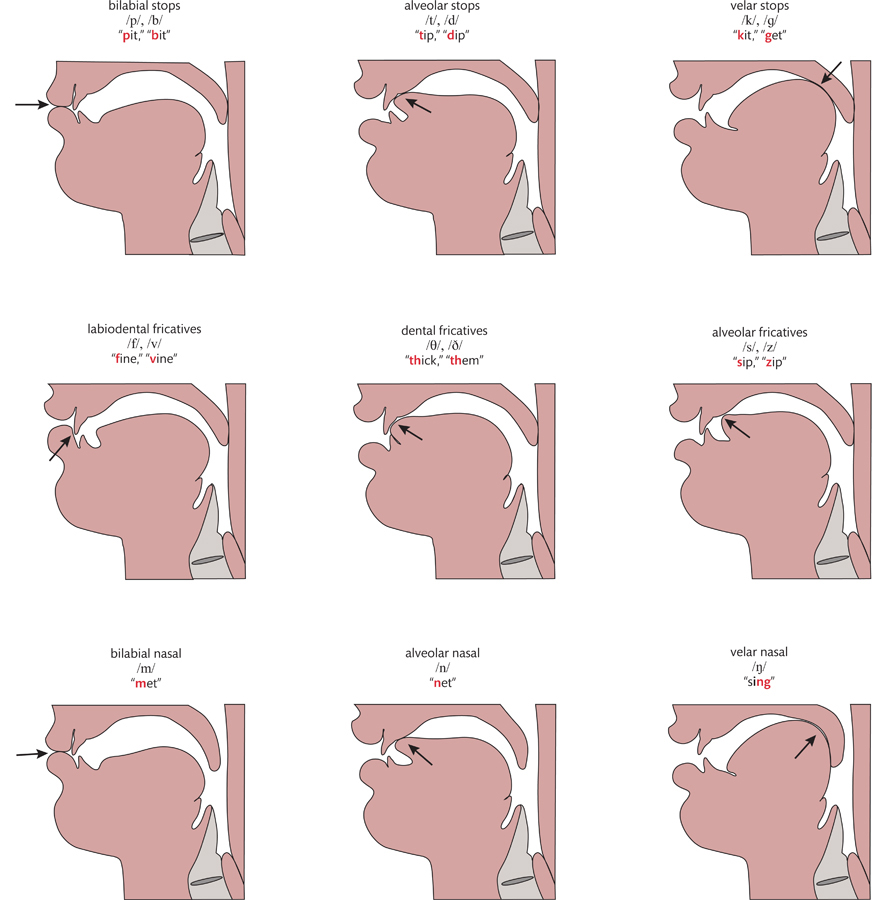 bilabial stops
/p/, /b/
“pit,” “bit”
alveolar stops
/t/, /d/
“tip,” “dip”
velar stops
/k/, /ɡ/
“kit,” “get”
labiodental fricatives
/f/, /v/
“fine,” “vine”
dental fricatives
/θ/, /ð/
“thick,” “them”
alveolar fricatives
/s/, /z/
“sip,” “zip”
bilabial nasal
/m/
“met”
alveolar nasal
/n/
“net”
velar nasal
/ŋ/
“sing”